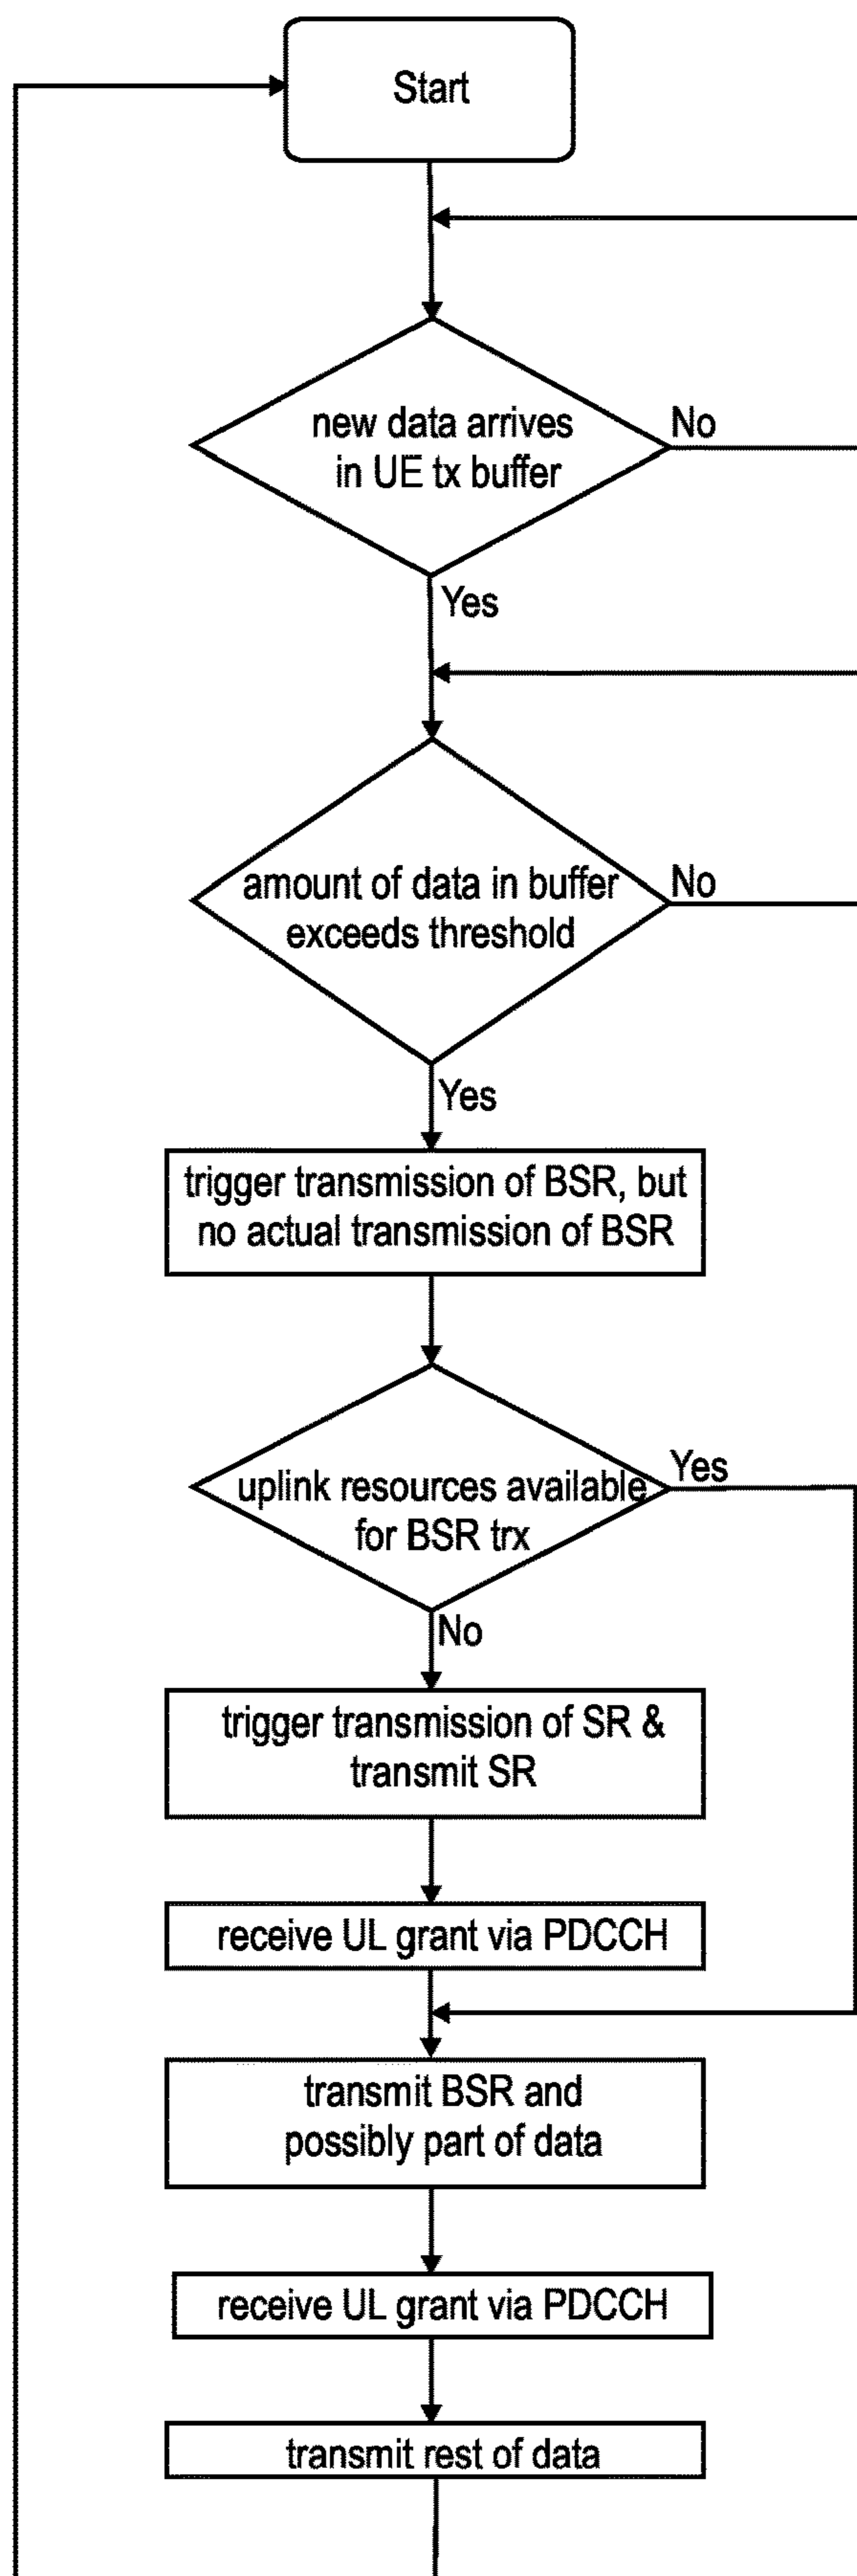 Start
new data arrives
in UE tx buffer
No
Yes
amount of data in buffer
exceeds threshold
No
Yes
trigger transmission of BSR, but
no actual transmission of BSR
uplink resources available
for BSR trx
Yes
No
trigger transmission of SR &
transmit SR
receive UL grant via PDCCH
transmit BSR and
possibly part of data
receive UL grant via PDCCH
transmit rest of data